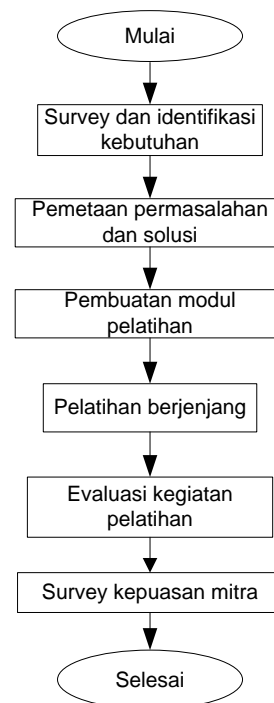 Mulai
Survey dan identifikasi
kebutuhan
Pemetaan permasalahan
dan solusi
Pembuatan modul
pelatihan
Pelatihan berjenjang
Evaluasi kegiatan
pelatihan
Survey kepuasan mitra
Selesai